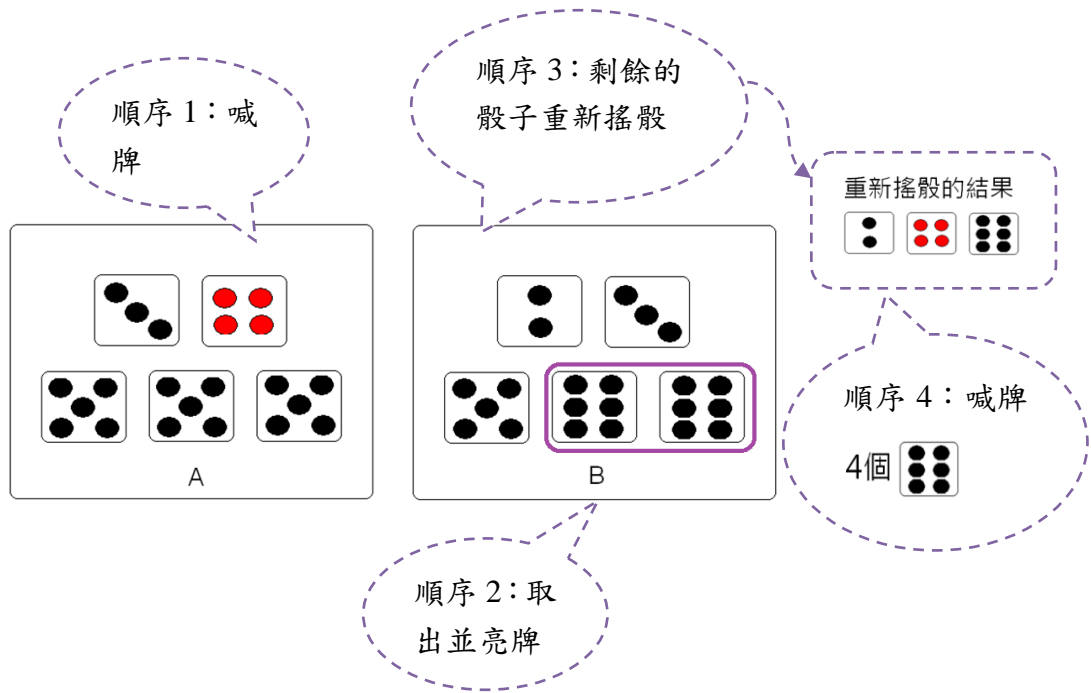 順序 1：喊
牌
順序 3：剩餘的
骰子重新搖骰
重新搖骰的結果
A
B
順序 4：喊牌
4個
順序 2：取
出並亮牌